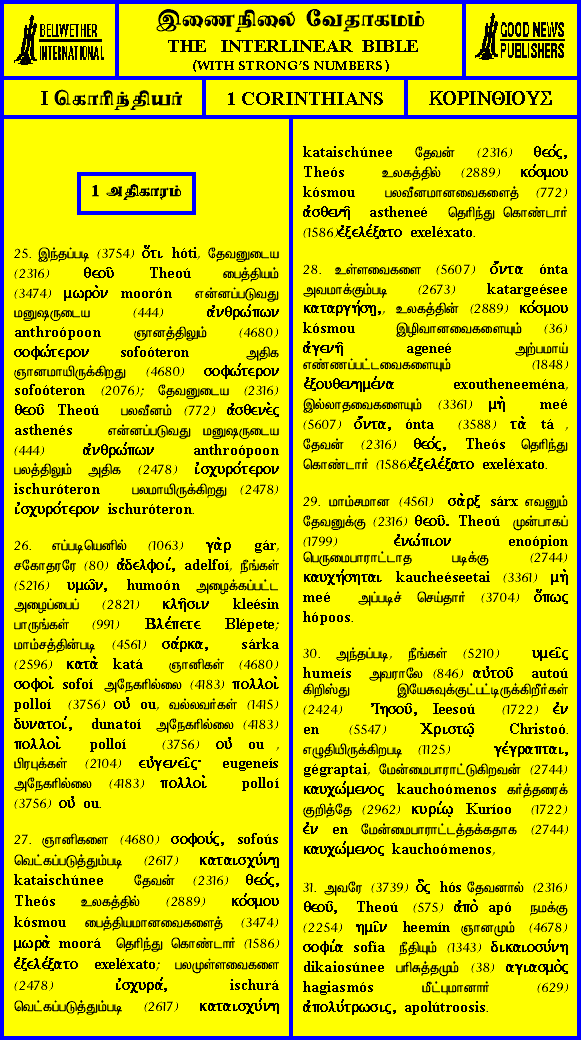 BELLWETHER
INTERNATIONAL
இணைநிலை வேதாகமம்
THE INTERLINEAR BIBLE
(WITH STRONG'S NUMBERS)
GOOD NEWS
PUBLISHERS
I கொரிந்தியர்
1 CORINTHIANS
ΚΟΡΙΝΘΙΟΥΣ
1 அதிகாரம்
25. இந்தப்படி (3754) ὅτι hóti, தேவனுடைய
(2316) θεοῦ Theoú பைத்தியம்
(3474) μωρὸν moorón என்னப்படுவது
மனுஷருடைய (444) ἀνθρώπων
anthroópoon ஞானத்திலும் (4680)
σοφώτερον sofoóteron அதிக
ஞானமாயிருக்கிறது (4680) σοφώτερον
sofoóteron (2076); தேவனுடைய (2316)
θεοῦ Theoú பலவீனம் (772) ἀσθενὲς
asthenés என்னப்படுவது மனுஷருடைய
(444) ἀνθρώπων anthroópoon
பலத்திலும் அதிக (2478) ἰσχυρότερον
ischuróteron பலமாயிருக்கிறது (2478)
ἰσχυρότερον ischuróteron.
26. எப்படியெனில் (1063) γὰρ gár,
சகோதரரே (80) ἀδελφοί, adelfoí, நீங்கள்
(5216) υμῶν, humoón அழைக்கப்பட்ட
அழைப்பைப் (2821) κλῆσιν kleésin
பாருங்கள் (991) Βλέπετε Blépete;
மாம்சத்தின்படி (4561) σάρκα, sárka
(2596) κατὰ katá ஞானிகள் (4680)
σοφοὶ sofoí அநேகரில்லை (4183) πολλοὶ
polloí (3756) οὐ ou, வல்லவர்கள் (1415)
δυνατοί, dunatoí அநேகரில்லை (4183)
πολλοὶ polloí (3756) οὐ ou ,
பிரபுக்கள் (2104) εὐγενεῖς· eugeneís
அநேகரில்லை (4183) πολλοὶ polloí
(3756) οὐ ou.
27. ஞானிகளை (4680) σοφούς, sofoús
வெட்கப்படுத்தும்படி (2617) καταισχύνῃ
kataischúnee தேவன் (2316) θεός,
Theós உலகத்தில் (2889) κόσμου
kósmou பைத்தியமானவைகளைத் (3474)
μωρὰ moorá தெரிந்து கொண்டார் (1586)
ἐξελέξατο exeléxato; பலமுள்ளவைகளை
(2478) ἰσχυρά, ischurá
வெட்கப்படுத்தும்படி (2617) καταισχύνῃ
kataischúnee தேவன் (2316) θεός,
Theós உலகத்தில் (2889) κόσμου
kósmou பலவீனமானவைகளைத் (772)
ἀσθενῆ astheneé தெரிந்து கொண்டார்
(1586)ἐξελέξατο exeléxato.
28. உள்ளவைகளை (5607) ὄντα ónta
அவமாக்கும்படி (2673) katargeésee
καταργήσῃ,, உலகத்தின் (2889) κόσμου
kósmou இழிவானவைகளையும் (36)
ἀγενῆ ageneé அற்பமாய்
எண்ணப்பட்டவைகளையும் (1848)
ἐξουθενημένα exoutheneeména,
இல்லாதவைகளையும் (3361) μὴ meé
(5607) ὄντα, ónta (3588) τὰ tá ,
தேவன் (2316) θεός, Theós தெரிந்து
கொண்டார் (1586)ἐξελέξατο exeléxato.
29. மாம்சமான (4561) σὰρξ sárx எவனும்
தேவனுக்கு (2316) θεοῦ. Theoú முன்பாகப்
(1799) ἐνώπιον enoópion
பெருமைபாராட்டாத படிக்கு (2744)
καυχήσηται kaucheéseetai (3361) μὴ
meé அப்படிச் செய்தார் (3704) ὅπως
hópoos.
30. அந்தப்படி, நீங்கள் (5210) υμεῖς
humeís அவராலே (846) αὐτοῦ autoú
கிறிஸ்து இயேசுவுக்குட்பட்டிருக்கிறீர்கள்
(2424) Ἰησοῦ, Ieesoú (1722) ἐν
en (5547) Χριστῷ Christoó.
எழுதியிருக்கிறபடி (1125) γέγραπται,
gégraptai, மேன்மைபாராட்டுகிறவன் (2744)
καυχώμενος kauchoómenos கர்த்தரைக்
குறித்தே (2962) κυρίῳ Kuríoo (1722)
ἐν en மேன்மைபாராட்டத்தக்கதாக (2744)
καυχώμενος kauchoómenos,
31. அவரே (3739) ὃς hós தேவனால் (2316)
θεοῦ, Theoú (575) ἀπὸ apó நமக்கு
(2254) ημῖν heemín ஞானமும் (4678)
σοφία sofia நீதியும் (1343) δικαιοσύνη
dikaiosúnee பரிசுத்தமும் (38) αγιασμὸς
hagiasmós மீட்புமானார் (629)
ἀπολύτρωσις, apolútroosis.